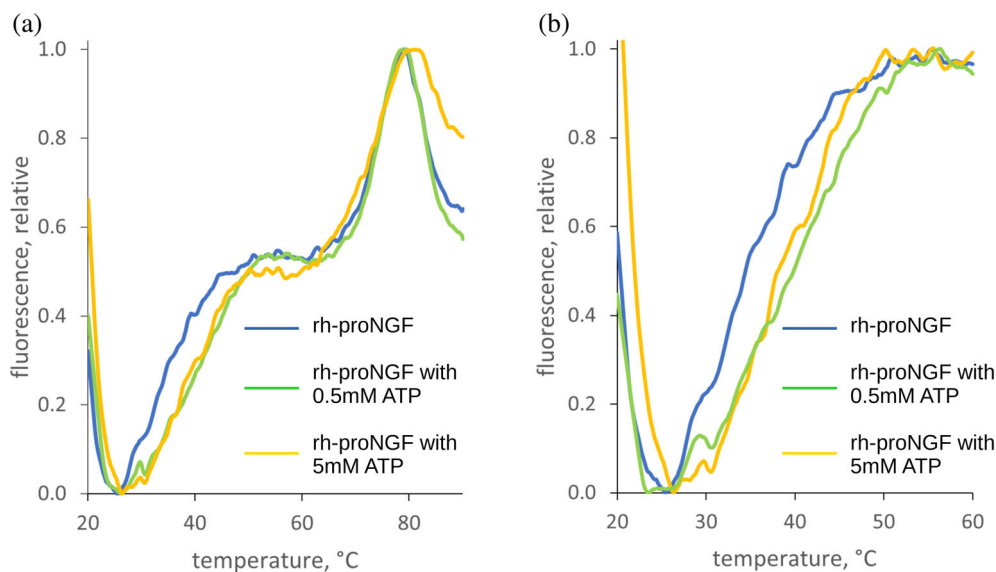 (a)
fluorescence, relative
1.0
0.8
0.6
0.4
0.2
0.0
20
40
60
80
temperature, °C
rh-proNGF
rh-proNGF with
0.5mM ATP
rh-proNGF with
5mM ATP
(b)
fluorescence, relative
1.0
0.8
0.6
0.4
0.2
0.0
20
30
40
50
60
temperature, °C
rh-proNGF
rh-proNGF with
0.5mM ATP
rh-proNGF with
5mM ATP